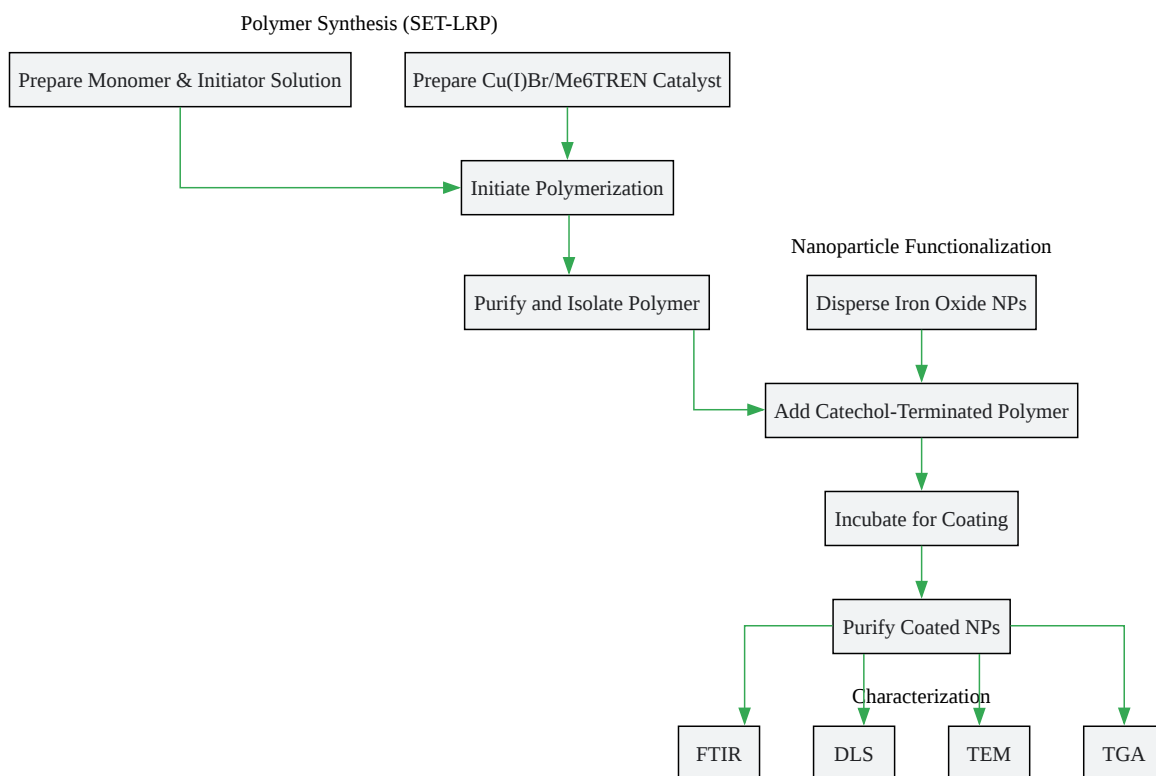 Polymer Synthesis (SET-LRP)
Prepare Monomer & Initiator Solution
Prepare Cu(I)Br/Me6TREN Catalyst
Initiate Polymerization
Purify and Isolate Polymer
Nanoparticle Functionalization
Disperse Iron Oxide NPs
Add Catechol-Terminated Polymer
Incubate for Coating
Purify Coated NPs
Characterization
FTIR
DLS
TEM
TGA